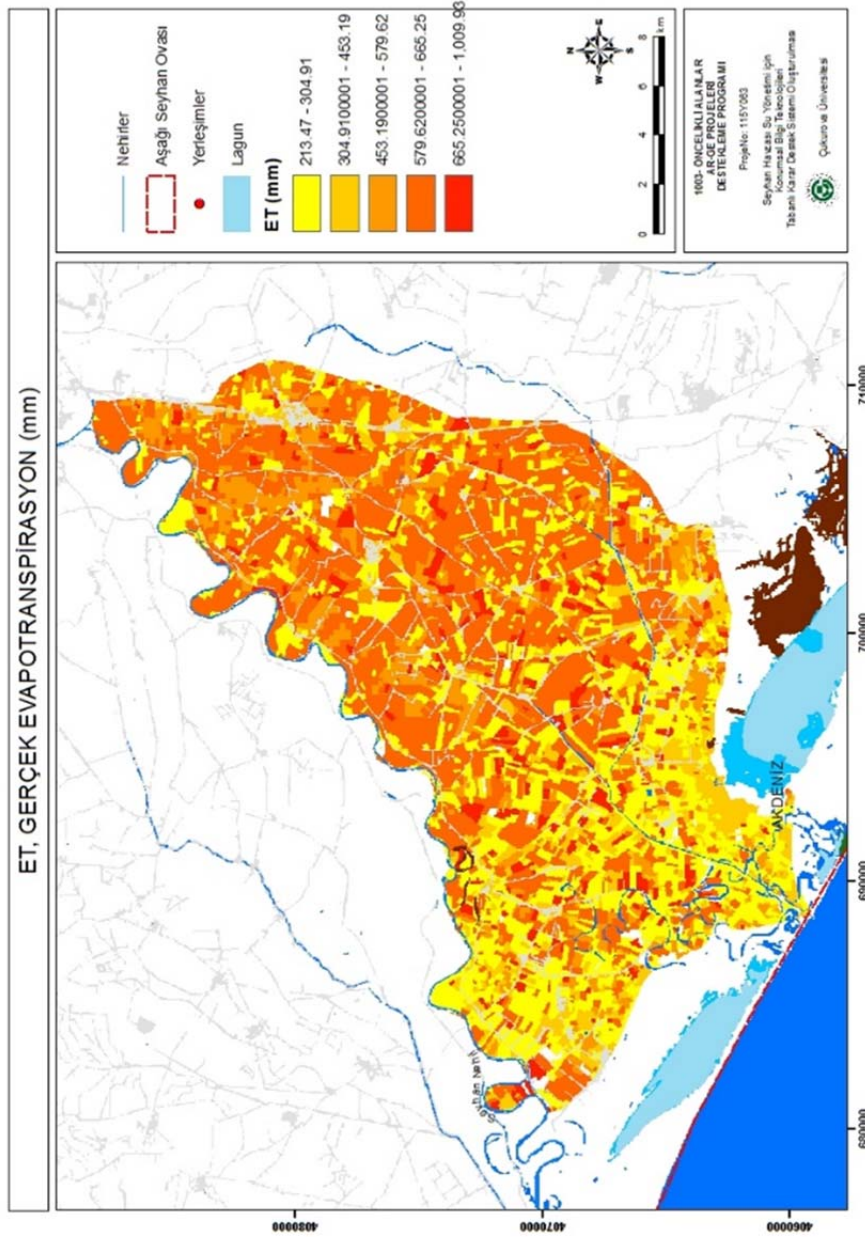 ET, GERÇEK EVAPOTRANSPİRASYON (mm)
Nehirler
Aşağı Seyhan Ovası
Yerleşimler
Lagun
ET (mm)
213.47 - 304.91
304.9100001 - 453.19
453.1900001 - 579.62
579.6200001 - 665.25
665.2500001 - 1,009.93
N
E
S
W
0 2 4 6 8
km
1003- ÖNCELİKLİ ALANLAR
AR-GE PROJELERİ
DESTEKLEME PROGRAMI
ProjeNo: 115Y063
Seyhan Havzası Su Yönetimi için
Konumsal Bilgi Teknolojileri
Tabanlı Karar Destek Sistemi Oluşturulması
Çukurova Üniversitesi
Seyhan Nehri
AKDENİZ
680000
690000
700000
710000
4080000
4070000
4060000